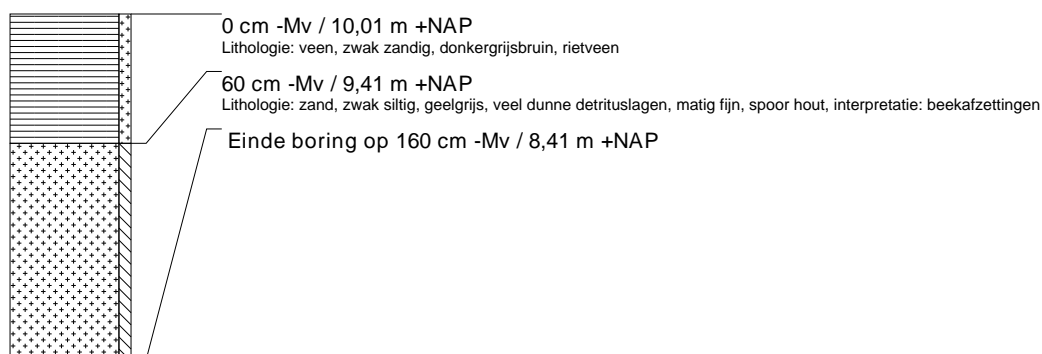 0 cm -Mv / 10,01 m +NAP
Lithologie: veen, zwak zandig, donkergrijsbruin, rietveen
60 cm -Mv / 9,41 m +NAP
Lithologie: zand, zwak siltig, geelgrijs, veel dunne detrituslagen, matig fijn, spoor hout, interpretatie: beekafzettingen
Einde boring op 160 cm -Mv / 8,41 m +NAP